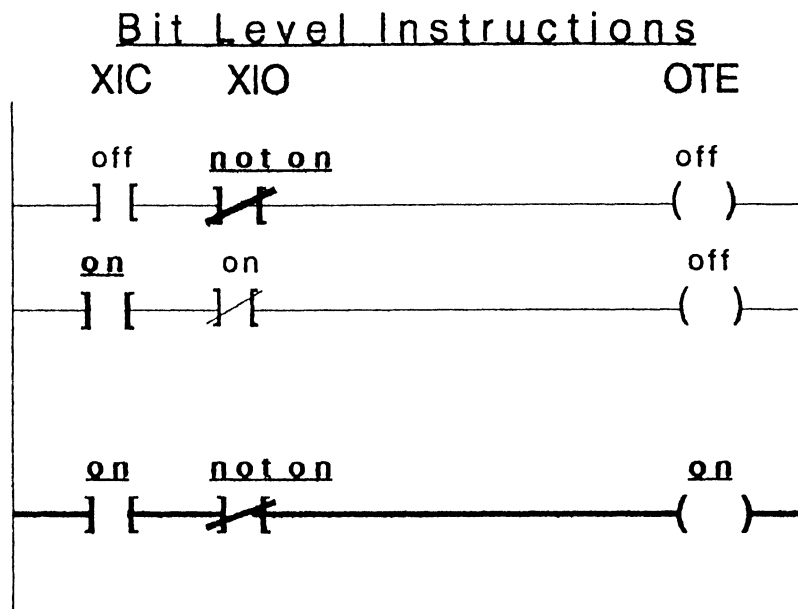 Bit Level Instructions
XIC XIO OTE
off not on off
on on off
on not on on